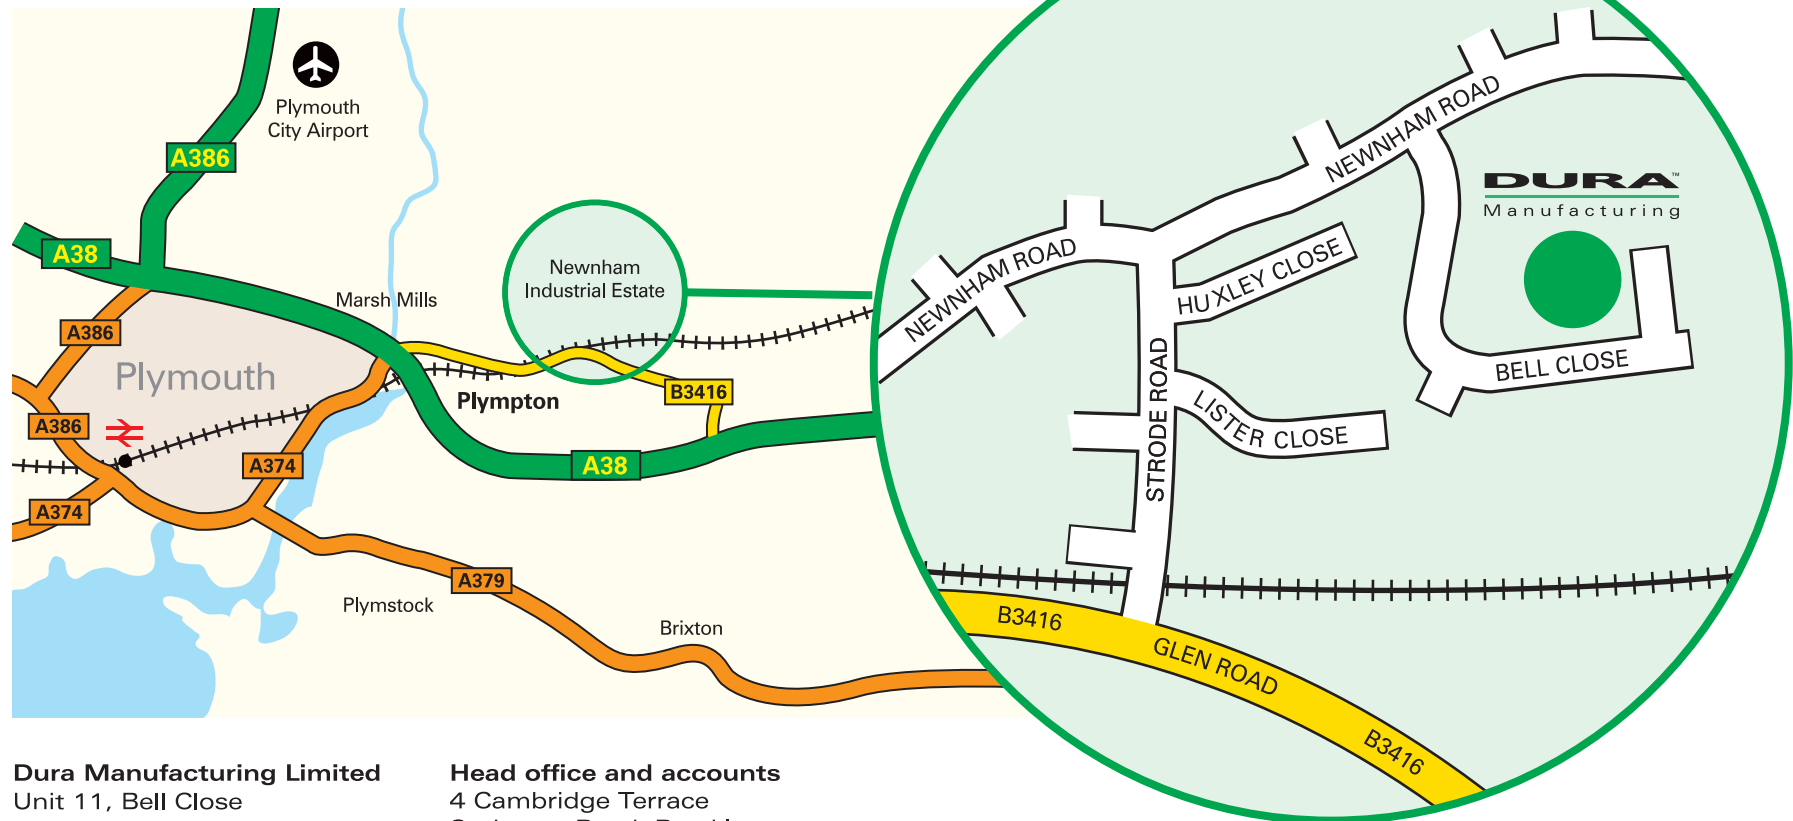 Plymouth
City Airport
A386
A38
Marsh Mills
Newnham
Industrial Estate
A386
Plymouth
A386
A374
A374
Plympton
B3416
A38
A379
Plymstock
Brixton
NEWNHAM ROAD
NEWNHAM ROAD
HUXLEY CLOSE
STRODE ROAD
LISTER CLOSE
BELL CLOSE
DURA™
Manufacturing
B3416
GLEN ROAD
B3416
Dura Manufacturing Limited
Unit 11, Bell Close
Head office and accounts
4 Cambridge Terrace